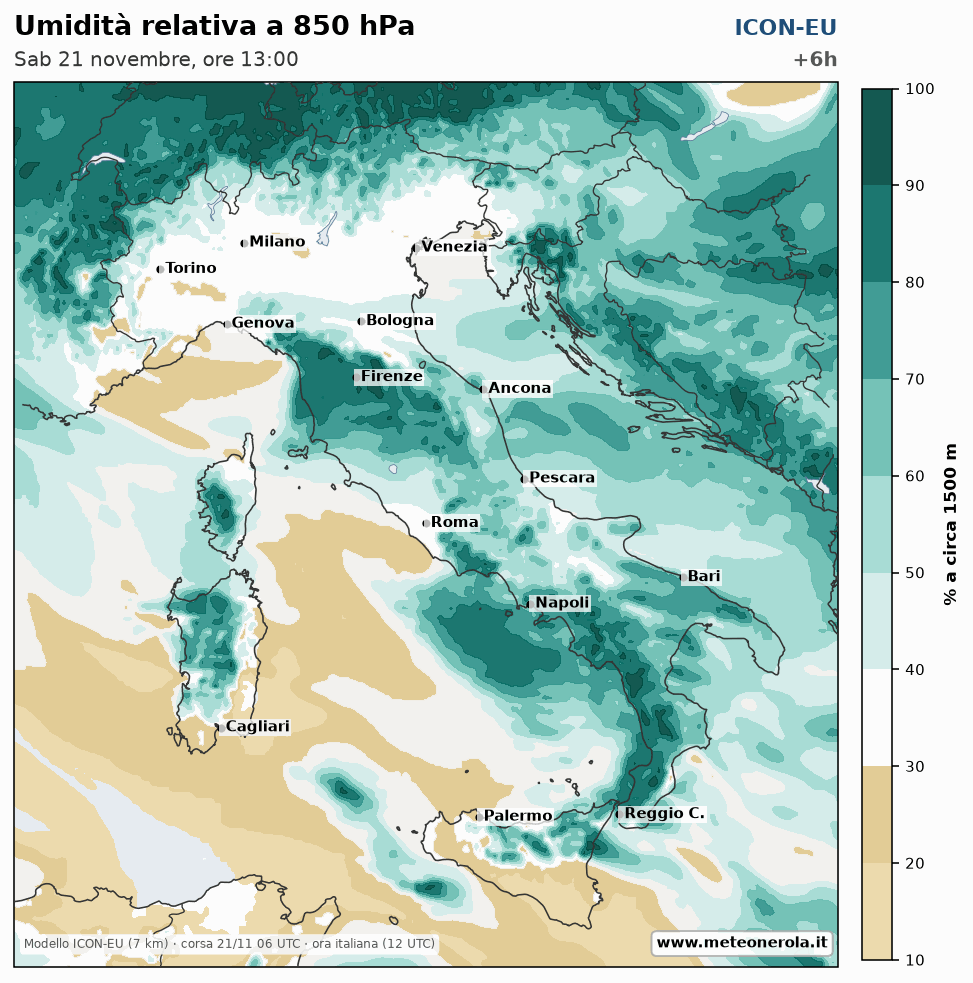 Umidità relativa a 850 hPa
ICON-EU
Sab 21 novembre, ore 13:00
+6h
100
90
80
70
60
50
40
30
20
10
% a circa 1500 m
Milano
Venezia
Torino
Genova
Bologna
Firenze
Ancona
Pescara
Roma
Bari
Napoli
Cagliari
Palermo
Reggio C.
Modello ICON-EU (7 km) · corsa 21/11 06 UTC · ora italiana (12 UTC)
www.meteonerola.it